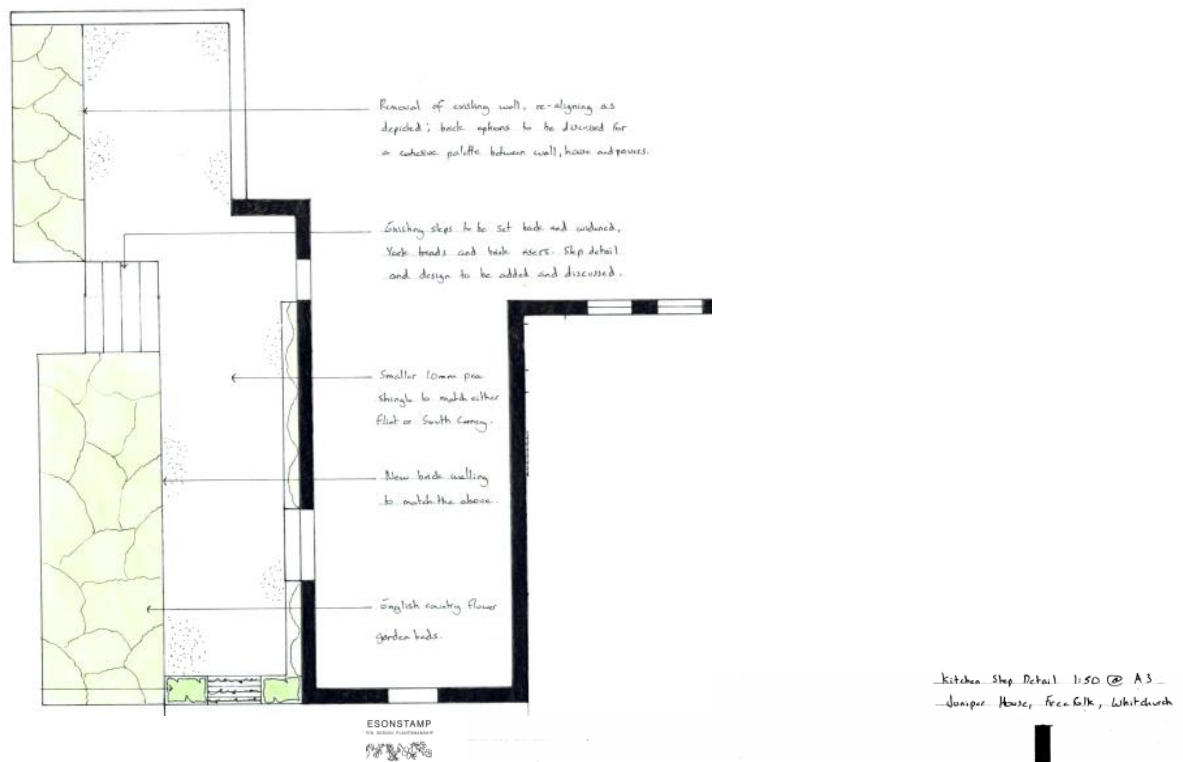 Removal of existing wall, re-aligning as
depicted; brick options to be discussed for
a cohesive palette between wall, house and pavers.
Existing steps to be set back and widened,
York treads and brick risers. Step detail
and design to be added and discussed.
Smaller 10mm pea
shingle to match either
Flint or South Cerney.
New brick walling
to match the above.
English country flower
garden beds.
Kitchen Step Detail 1:50 @ A3
Juniper House, Freefolk, Whitchurch
ESONSTAMP
DESIGN. PLANTSMANSHIP